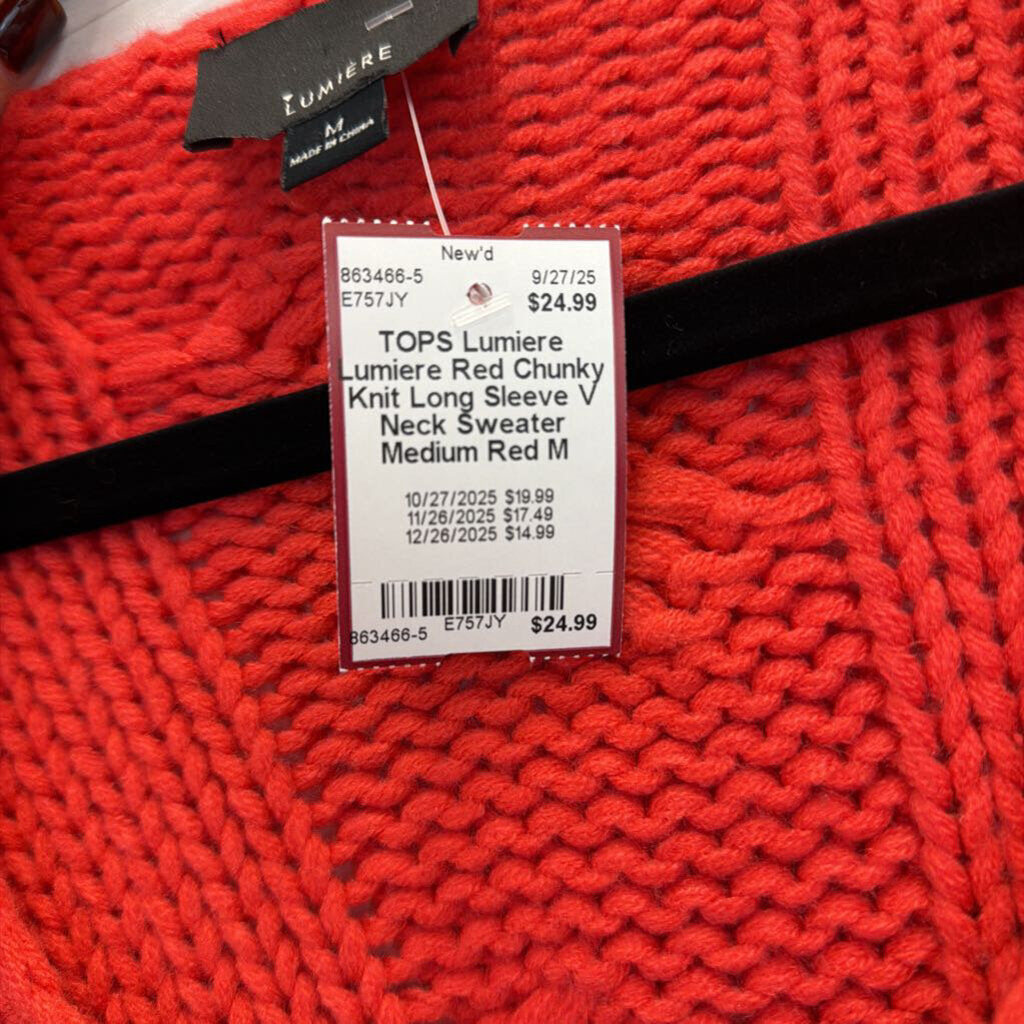 LUMIÈRE
M
MADE IN CHINA
New'd
863466-5 9/27/25
E757JY $24.99
TOPS Lumiere
Lumiere Red Chunky
Knit Long Sleeve V
Neck Sweater
Medium Red M
10/27/2025 $19.99
11/26/2025 $17.49
12/26/2025 $14.99
863466-5 E757JY $24.99